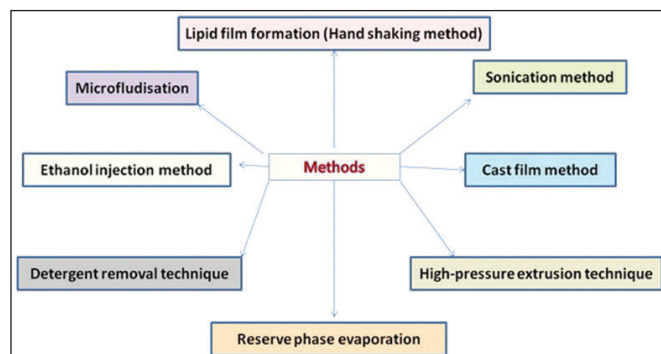 Lipid film formation (Hand shaking method)
Microfludisation
Sonication method
Ethanol injection method
Methods
Cast film method
Detergent removal technique
High-pressure extrusion technique
Reserve phase evaporation